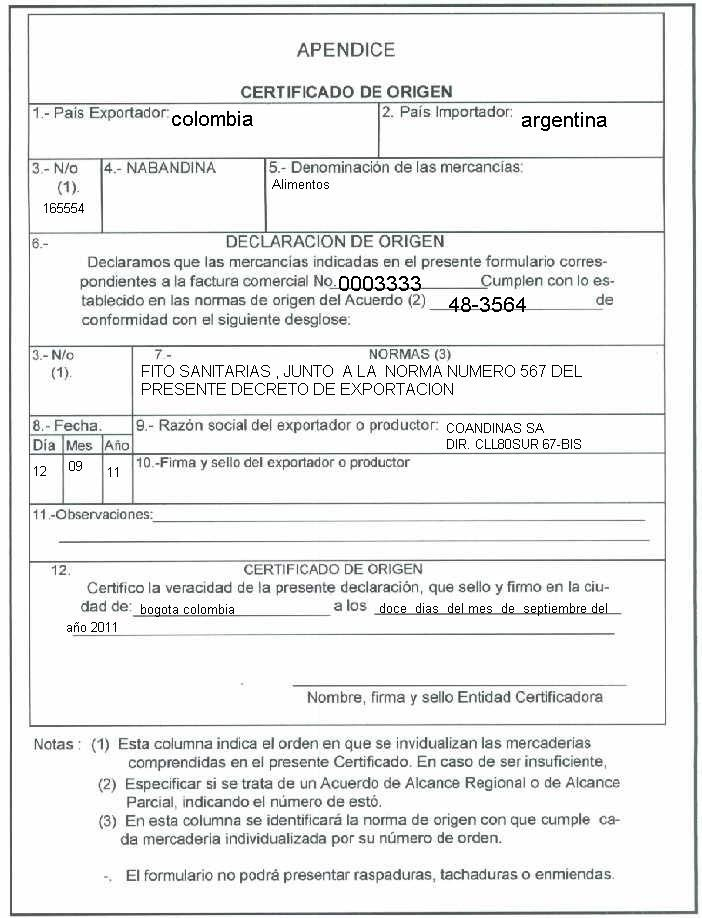 APENDICE
CERTIFICADO DE ORIGEN
1.- País Exportador: colombia
2. País Importador: argentina
3.- N/o
(1).
165554
4.- NABANDINA
5.- Denominación de las mercancías:
Alimentos
6.- DECLARACION DE ORIGEN
Declaramos que las mercancías indicadas en el presente formulario corres-
pondientes a la factura comercial No. 0003333 Cumplen con lo es-
tablecido en las normas de origen del Acuerdo (2) 48-3564 de
conformidad con el siguiente desglose:
3.- N/o
(1).
7.- NORMAS (3)
FITO SANITARIAS , JUNTO A LA NORMA NUMERO 567 DEL
PRESENTE DECRETO DE EXPORTACION
8.- Fecha.
Día Mes Año
12 09 11
9.- Razón social del exportador o productor: COANDINAS SA
DIR. CLL80SUR 67-BIS
10.-Firma y sello del exportador o productor
11.-Observaciones:
12. CERTIFICADO DE ORIGEN
Certifico la veracidad de la presente declaración, que sello y firmo en la ciu-
dad de: bogota colombia a los doce dias del mes de septiembre del
año 2011
Nombre, firma y sello Entidad Certificadora
Notas : (1) Esta columna indica el orden en que se invidualizan las mercaderías
comprendidas en el presente Certificado. En caso de ser insuficiente,
(2) Especificar si se trata de un Acuerdo de Alcance Regional o de Alcance
Parcial, indicando el número de estó.
(3) En esta columna se identificará la norma de origen con que cumple ca-
da mercadería individualizada por su número de orden.
-. El formulario no podrá presentar raspaduras, tachaduras o enmiendas.